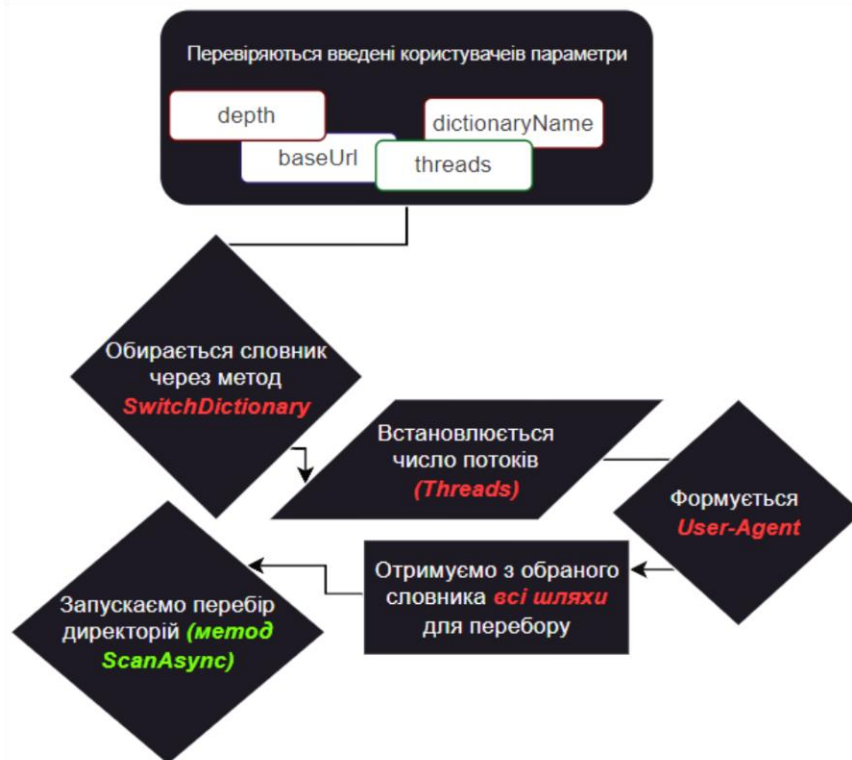 Перевіряються введені користувачеів параметри
depth
dictionaryName
baseUrl
threads
Обирається словник
через метод
SwitchDictionary
Встановлюється
число потоків
(Threads)
Формується
User-Agent
Отримуємо з обраного
словника всі шляхи
для перебору
Запускаємо перебір
директорій (метод
ScanAsync)